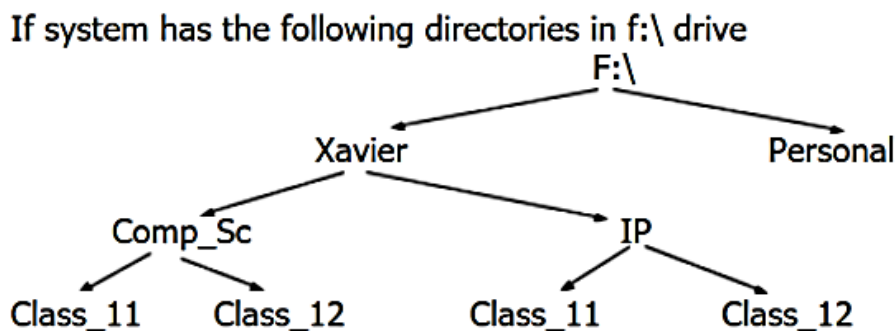 If system has the following directories in f:\ drive
F:\
Xavier Personal
Comp_Sc IP
Class_11 Class_12 Class_11 Class_12